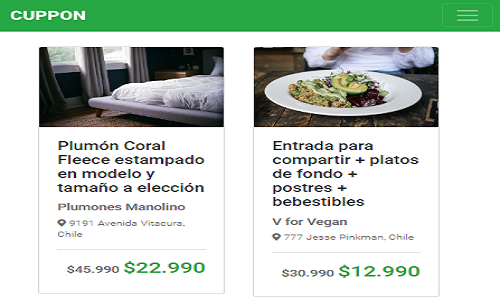 CUPPON
Plumón Coral
Fleece estampado
en modelo y
tamaño a elección
Plumones Manolino
9191 Avenida Vitacura,
Chile
$45.990 $22.990
Entrada para
compartir + platos
de fondo +
postres +
bebestibles
V for Vegan
777 Jesse Pinkman, Chile
$30.990 $12.990